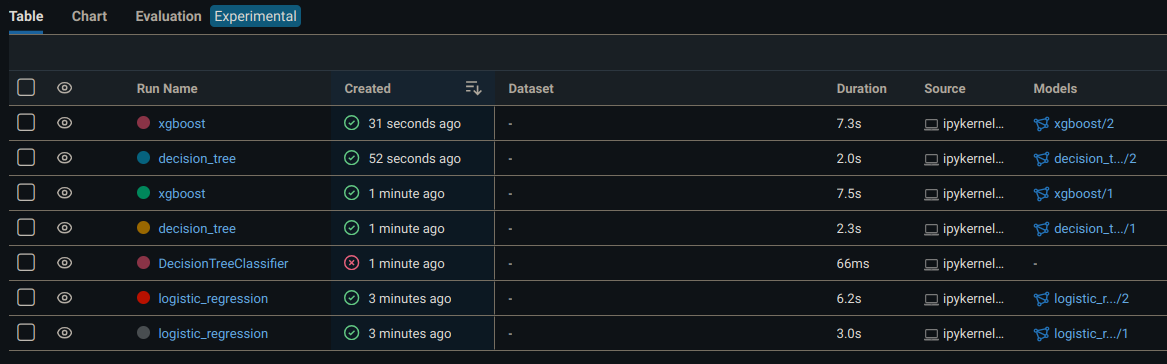 Table Chart Evaluation Experimental
Run Name Created Dataset Duration Source Models
xgboost 31 seconds ago - 7.3s ipykernel... xgboost/2
decision_tree 52 seconds ago - 2.0s ipykernel... decision_t.../2
xgboost 1 minute ago - 7.5s ipykernel... xgboost/1
decision_tree 1 minute ago - 2.3s ipykernel... decision_t.../1
DecisionTreeClassifier 1 minute ago - 66ms ipykernel... -
logistic_regression 3 minutes ago - 6.2s ipykernel... logistic_r.../2
logistic_regression 3 minutes ago - 3.0s ipykernel... logistic_r.../1